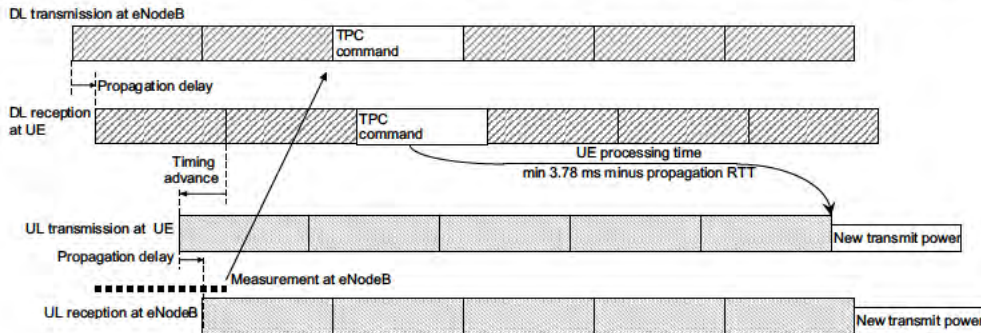 DL transmission at eNodeB
TPC
command
Propagation delay
DL reception
at UE
TPC
command
UE processing time
min 3.78 ms minus propagation RTT
Timing
advance
UL transmission at UE
New transmit power
Propagation delay
Measurement at eNodeB
UL reception at eNodeB
New transmit power